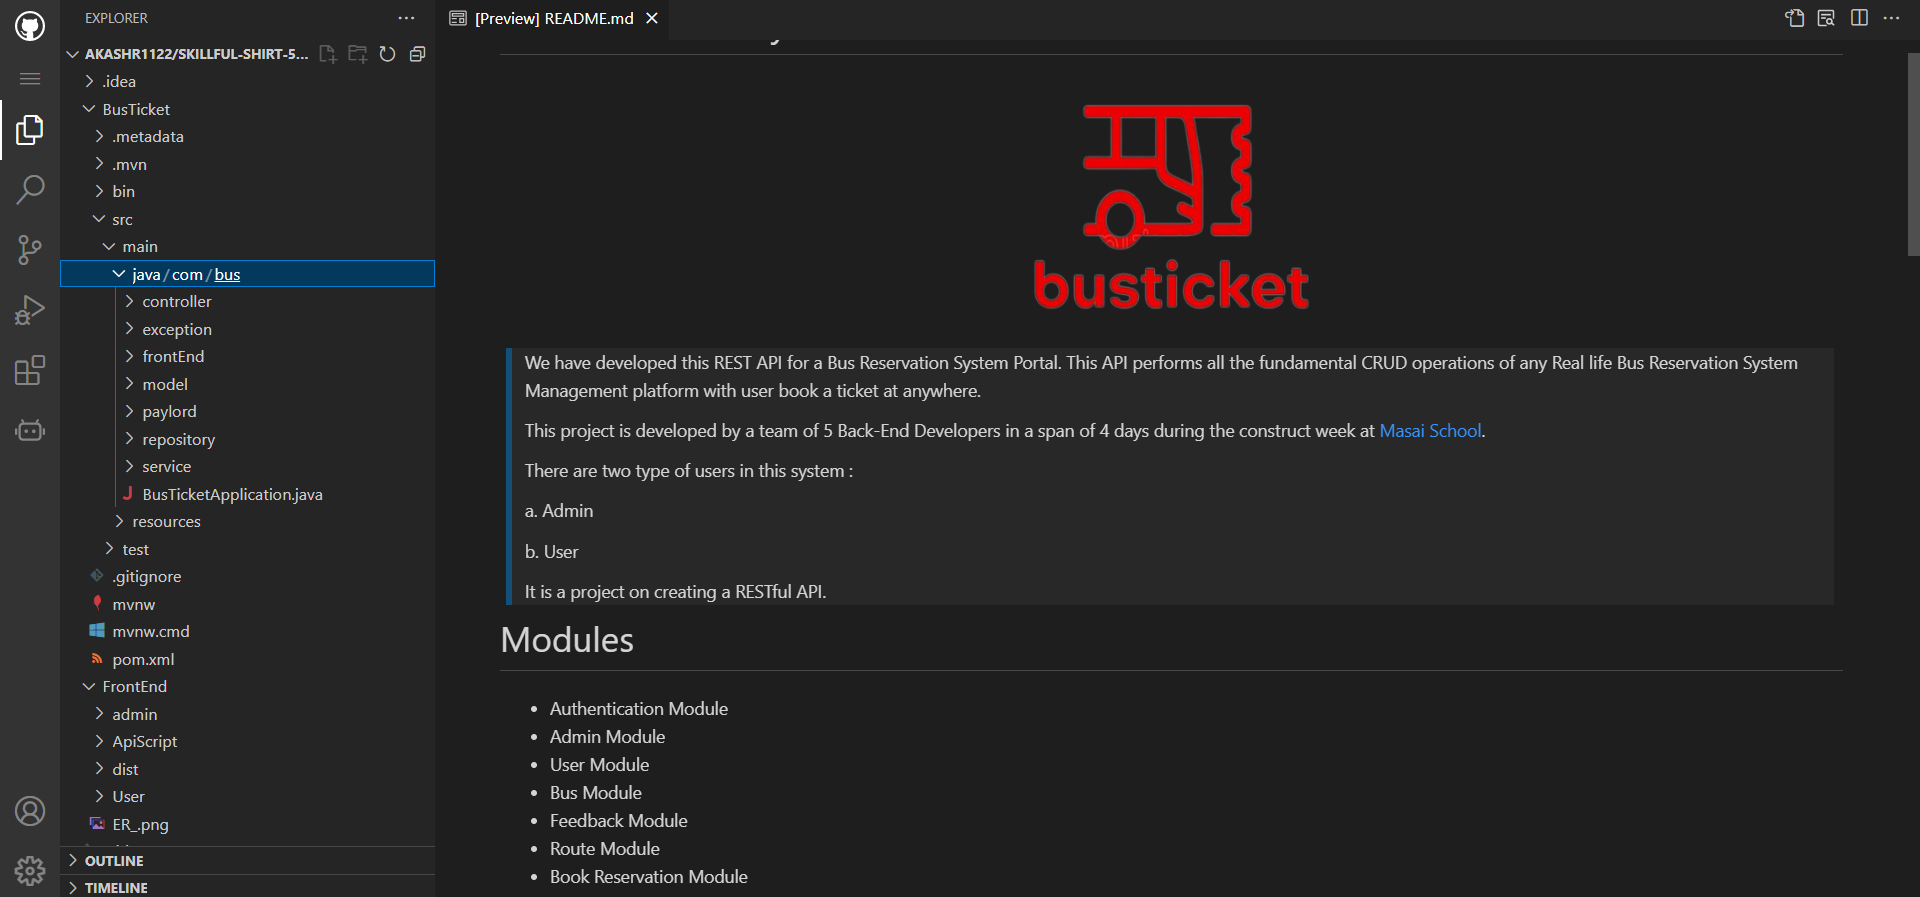 EXPLORER
AKASHR1122/SKILLFUL-SHIRT-5...
.idea
BusTicket
.metadata
.mvn
bin
src
main
java/com/bus
controller
exception
frontEnd
model
paylord
repository
service
BusTicketApplication.java
resources
test
.gitignore
mvnw
mvnw.cmd
pom.xml
FrontEnd
admin
ApiScript
dist
User
ER_.png
OUTLINE
TIMELINE
[Preview] README.md
busticket
We have developed this REST API for a Bus Reservation System Portal. This API performs all the fundamental CRUD operations of any Real life Bus Reservation System
Management platform with user book a ticket at anywhere.
This project is developed by a team of 5 Back-End Developers in a span of 4 days during the construct week at Masai School.
There are two type of users in this system :
a. Admin
b. User
It is a project on creating a RESTful API.
Modules
• Authentication Module
• Admin Module
• User Module
• Bus Module
• Feedback Module
• Route Module
• Book Reservation Module